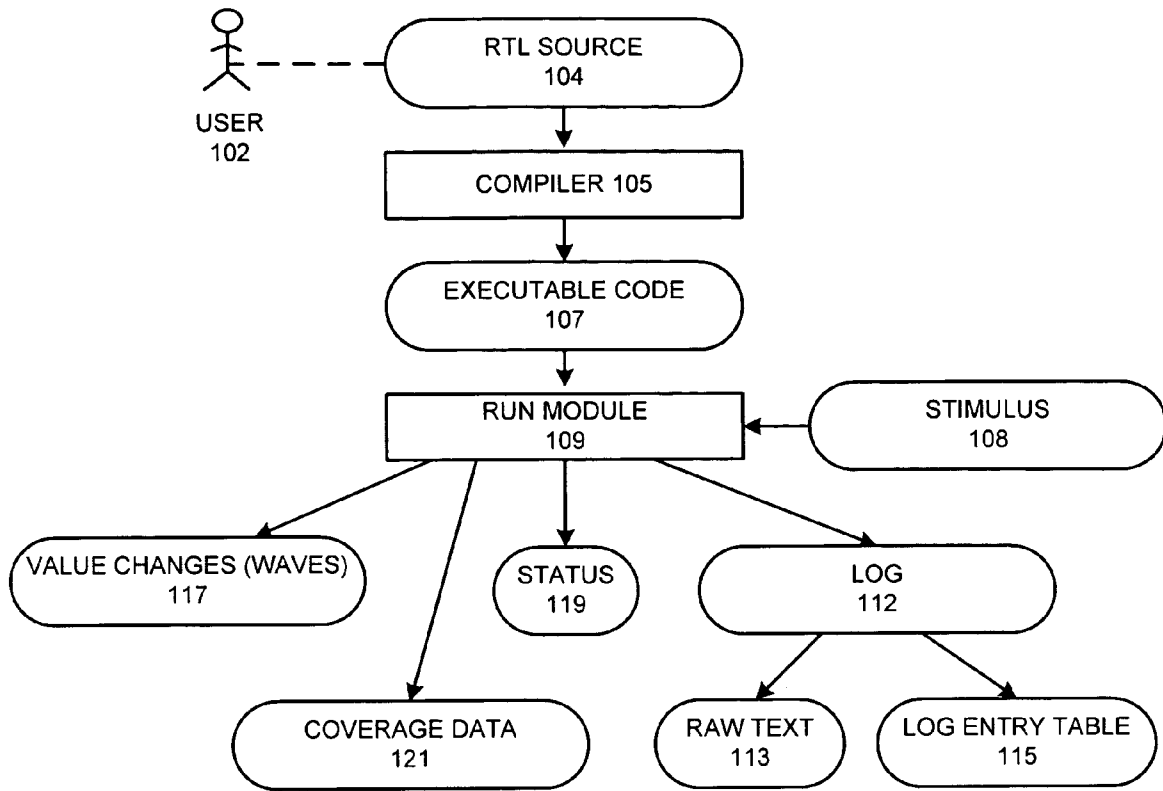 RTL SOURCE
104
USER
102
COMPILER 105
EXECUTABLE CODE
107
RUN MODULE
109
STIMULUS
108
VALUE CHANGES (WAVES)
117
STATUS
119
LOG
112
COVERAGE DATA
121
RAW TEXT
113
LOG ENTRY TABLE
115